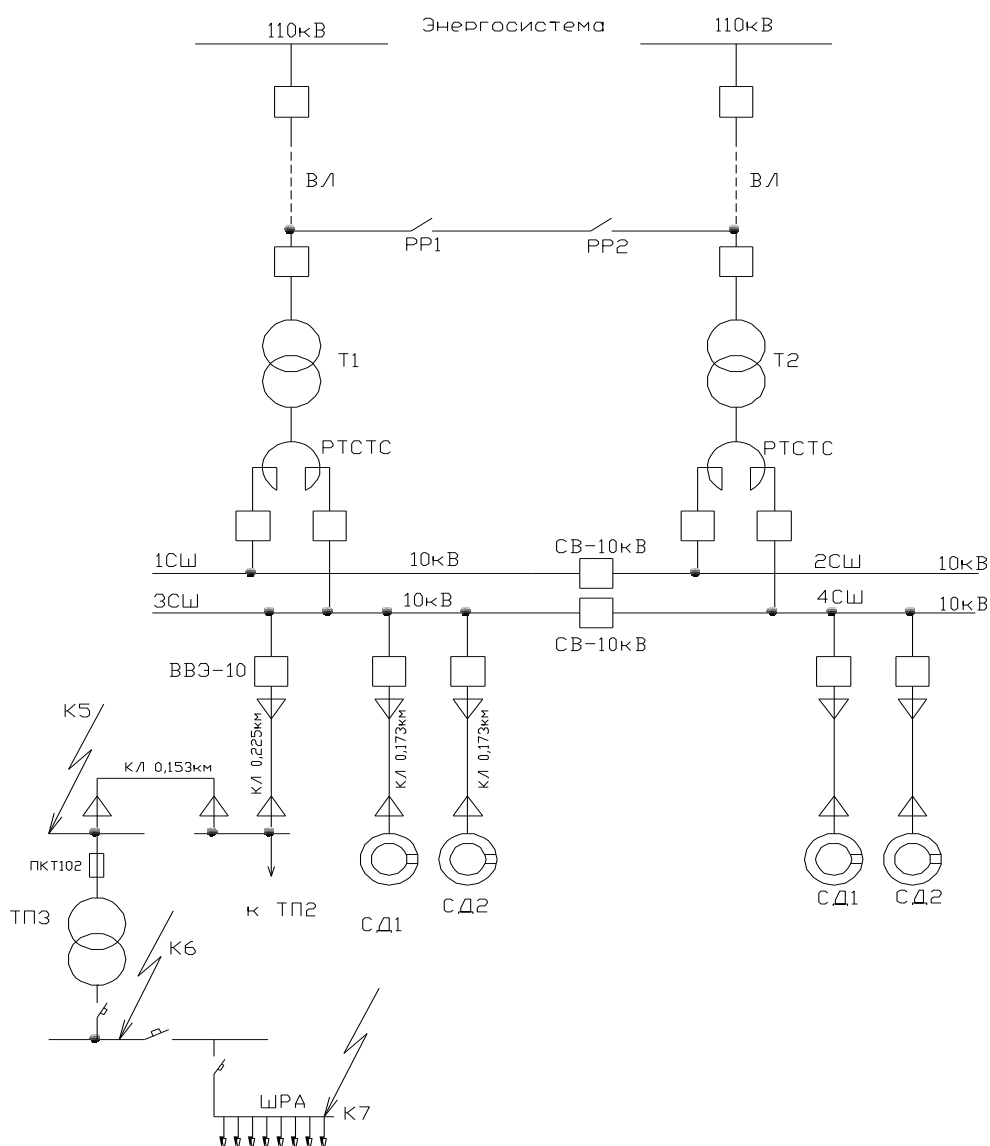 110кВ
Энергосистема
110кВ
ВЛ
ВЛ
РР1
РР2
Т1
Т2
РТСТС
РТСТС
1СШ
10кВ
СВ-10кВ
2СШ
10кВ
3СШ
10кВ
4СШ
10кВ
СВ-10кВ
ВВЭ-10
К5
КЛ 0,153км
КЛ 0,225км
КЛ 0,173км
КЛ 0,173км
ПКТ102
ТП3
к ТП2
СД1
СД2
СД1
СД2
К6
ШРА
К7